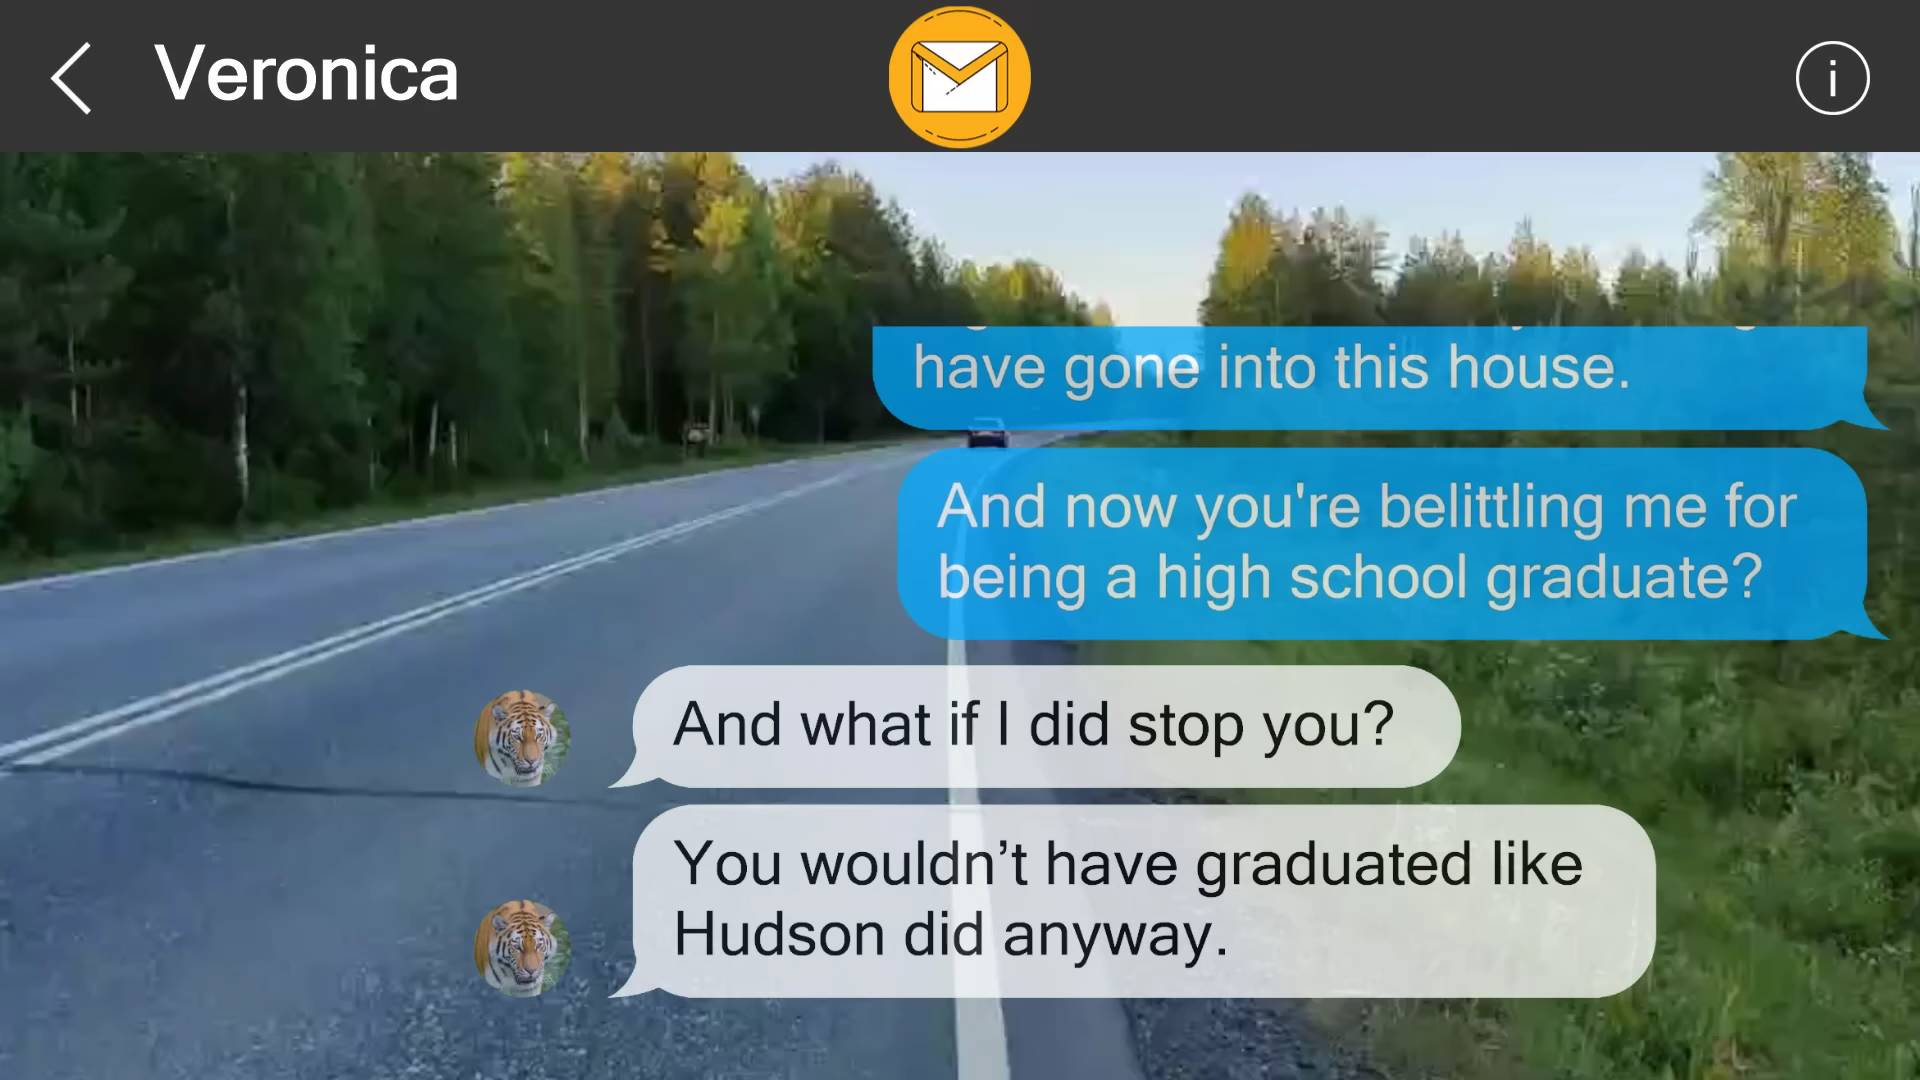 Veronica
i
have gone into this house.
And now you're belittling me for
being a high school graduate?
And what if I did stop you?
You wouldn’t have graduated like
Hudson did anyway.